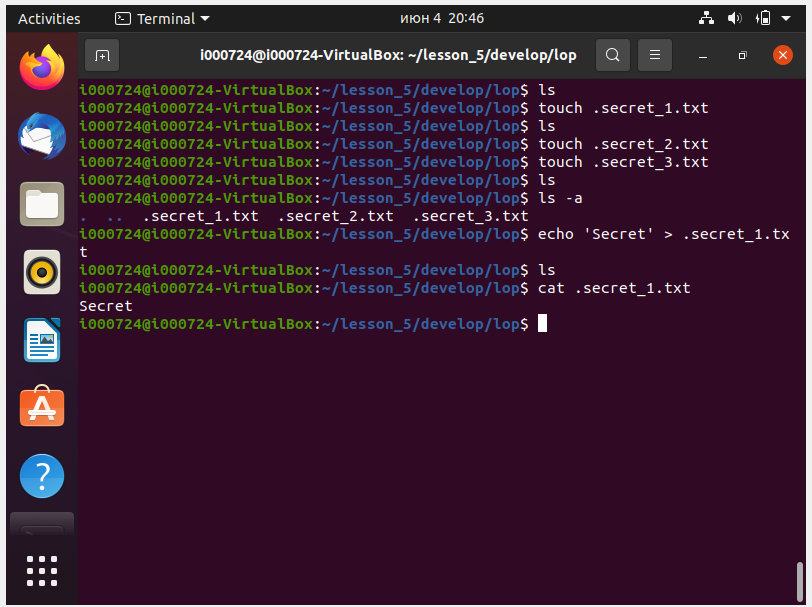 Activities Terminal июн 4 20:46
i000724@i000724-VirtualBox: ~/lesson_5/develop/lop
i000724@i000724-VirtualBox:~/lesson_5/develop/lop$ ls
i000724@i000724-VirtualBox:~/lesson_5/develop/lop$ touch .secret_1.txt
i000724@i000724-VirtualBox:~/lesson_5/develop/lop$ ls
i000724@i000724-VirtualBox:~/lesson_5/develop/lop$ touch .secret_2.txt
i000724@i000724-VirtualBox:~/lesson_5/develop/lop$ touch .secret_3.txt
i000724@i000724-VirtualBox:~/lesson_5/develop/lop$ ls
i000724@i000724-VirtualBox:~/lesson_5/develop/lop$ ls -a
.  ..  .secret_1.txt  .secret_2.txt  .secret_3.txt
i000724@i000724-VirtualBox:~/lesson_5/develop/lop$ echo 'Secret' > .secret_1.tx
t
i000724@i000724-VirtualBox:~/lesson_5/develop/lop$ ls
i000724@i000724-VirtualBox:~/lesson_5/develop/lop$ cat .secret_1.txt
Secret
i000724@i000724-VirtualBox:~/lesson_5/develop/lop$